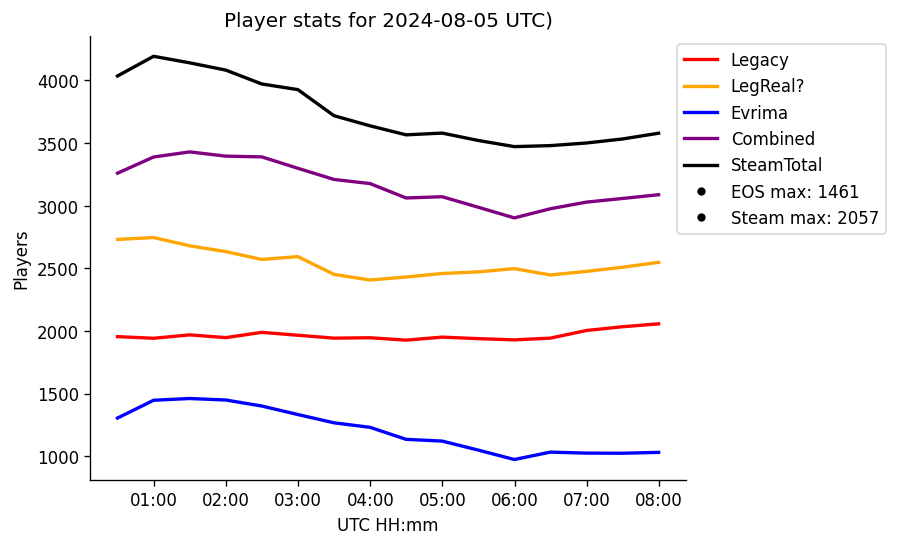 Player stats for 2024-08-05 UTC)
Legacy
LegReal?
Evrima
Combined
SteamTotal
EOS max: 1461
Steam max: 2057
4000
3500
3000
2500
2000
1500
1000
Players
01:00 02:00 03:00 04:00 05:00 06:00 07:00 08:00
UTC HH:mm